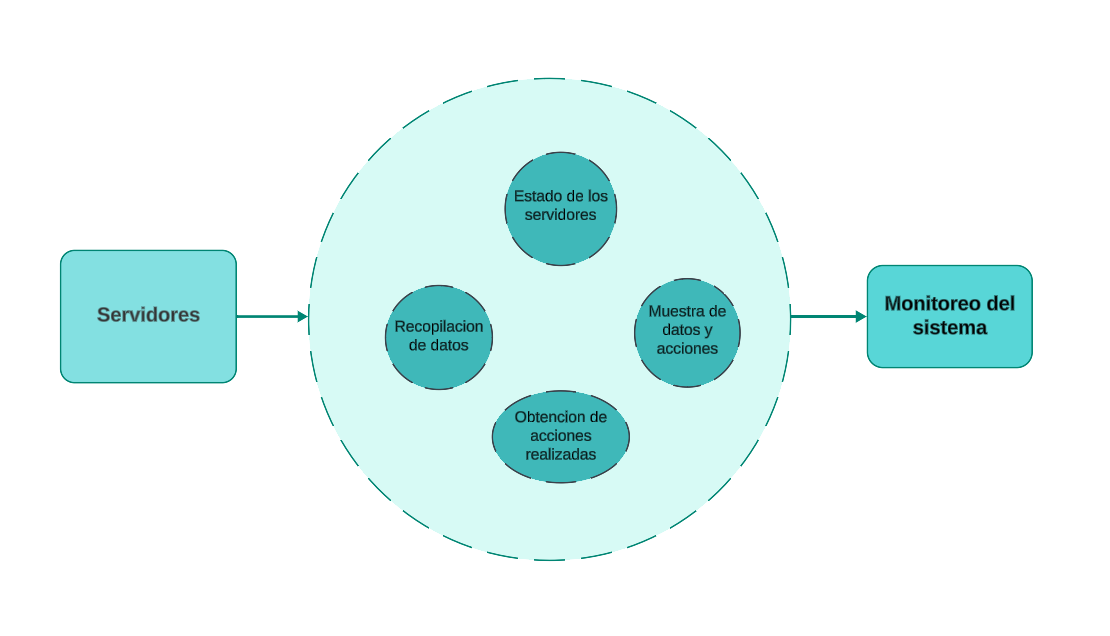 Servidores
Estado de los
servidores
Recopilacion
de datos
Muestra de
datos y
acciones
Obtencion de
acciones
realizadas
Monitoreo del
sistema